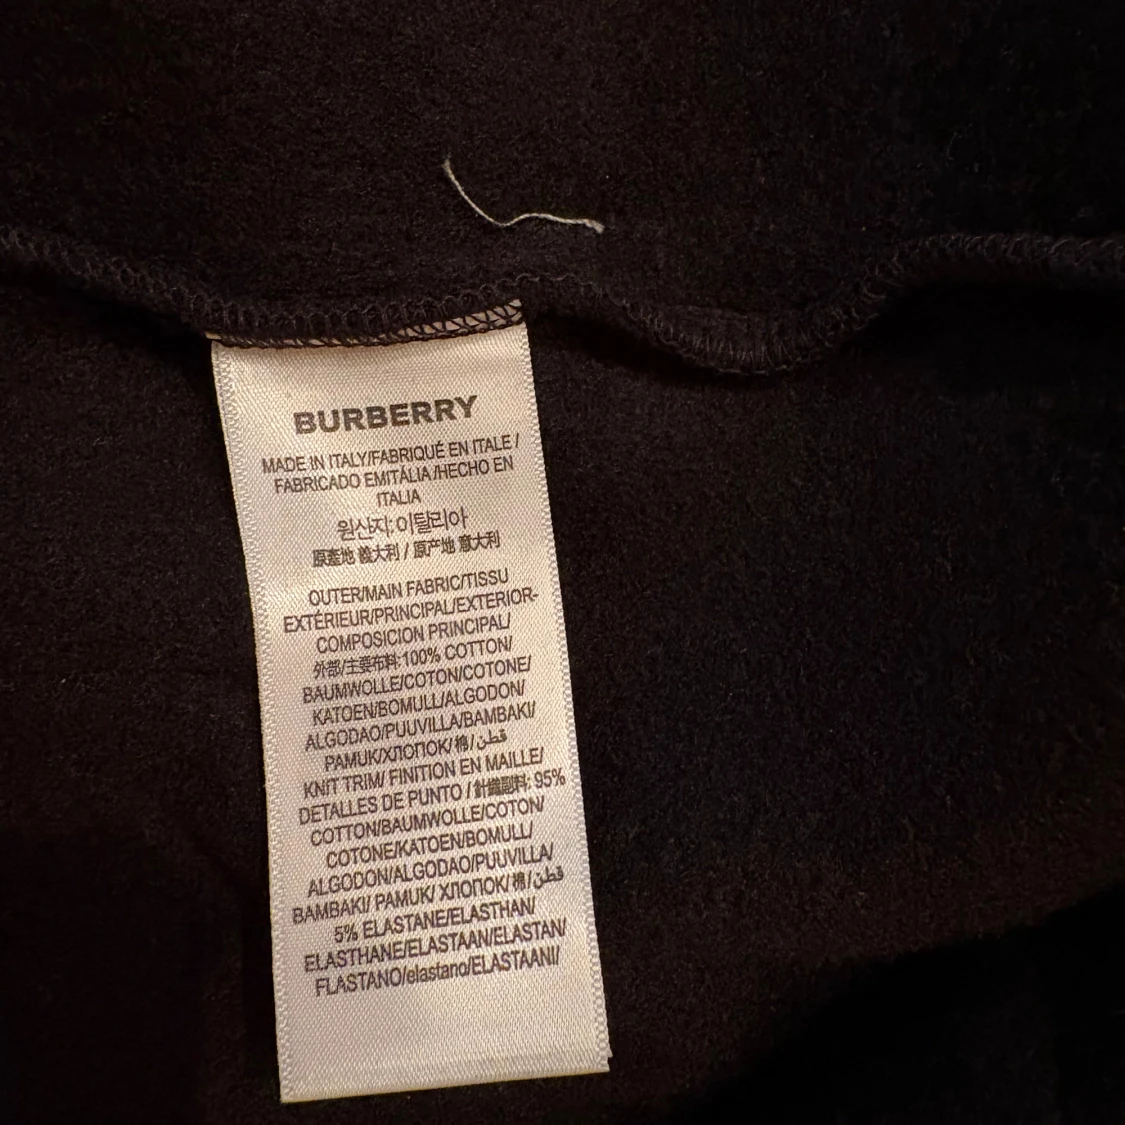 BURBERRY
MADE IN ITALY/FABRIQUÉ EN ITALE /
FABRICADO EMITÁLIA /HECHO EN
ITALIA
원산지: 이탈리아
原產地 義大利 / 原产地 意大利
OUTER/MAIN FABRIC/TISSU
EXTÉRIEUR/PRINCIPAL/EXTERIOR-
COMPOSICION PRINCIPAL/
外部/主要布料:100% COTTON/
BAUMWOLLE/COTON/COTONE/
KATOEN/BOMULL/ALGODON/
ALGODAO/PUUVILLA/BAMBAKI/
PAMUK/ХЛОПОК/棉/قطن
KNIT TRIM/ FINITION EN MAILLE/
DETALLES DE PUNTO / 針織副料: 95%
COTTON/BAUMWOLLE/COTON/
COTONE/KATOEN/BOMULL/
ALGODON/ALGODAO/PUUVILLA/
BAMBAKI/ PAMUK/ ХЛОПОК/棉/قطن
5% ELASTANE/ELASTHAN/
ELASTHANE/ELASTAAN/ELASTAN/
FLASTANO/elastano/ELASTAANI/